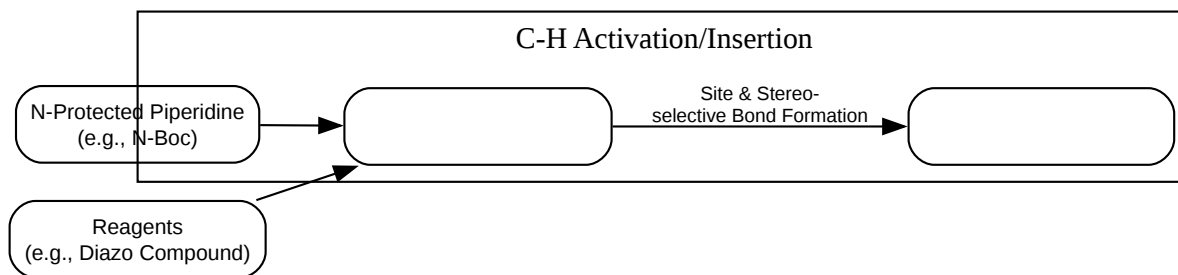 C-H Activation/Insertion
N-Protected Piperidine
(e.g., N-Boc)
Site & Stereo-
selective Bond Formation
Reagents
(e.g., Diazo Compound)